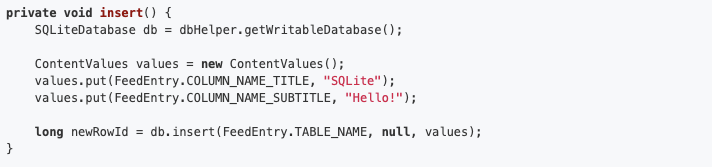 private void insert() {
    SQLiteDatabase db = dbHelper.getWritableDatabase();

    ContentValues values = new ContentValues();
    values.put(FeedEntry.COLUMN_NAME_TITLE, "SQLite");
    values.put(FeedEntry.COLUMN_NAME_SUBTITLE, "Hello!");

    long newRowId = db.insert(FeedEntry.TABLE_NAME, null, values);
}